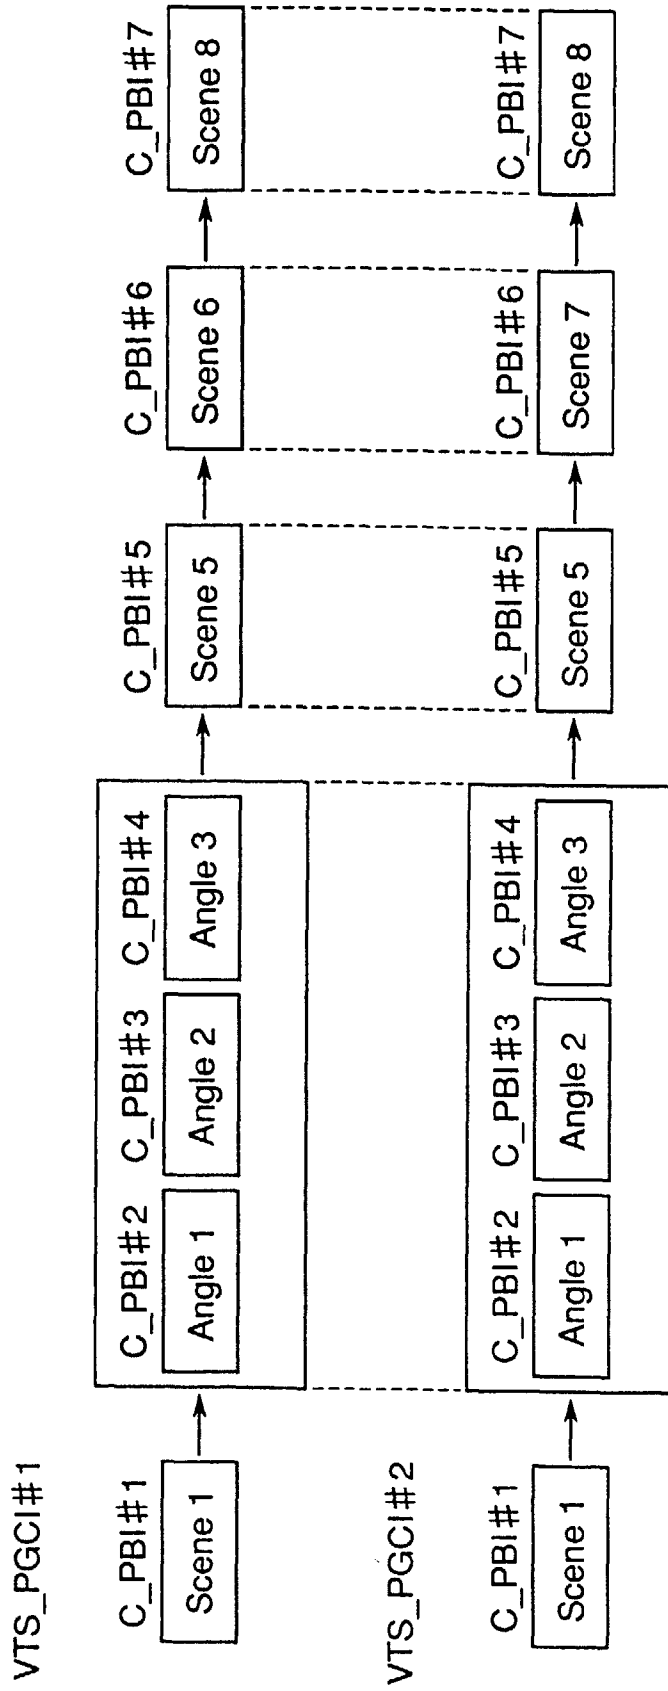 VTS_PGCI#1
C_PBI#1
Scene 1
C_PBI#2
Angle 1
C_PBI#3
Angle 2
C_PBI#4
Angle 3
C_PBI#5
Scene 5
C_PBI#6
Scene 6
C_PBI#7
Scene 8
VTS_PGCI#2
C_PBI#1
Scene 1
C_PBI#2
Angle 1
C_PBI#3
Angle 2
C_PBI#4
Angle 3
C_PBI#5
Scene 5
C_PBI#6
Scene 7
C_PBI#7
Scene 8